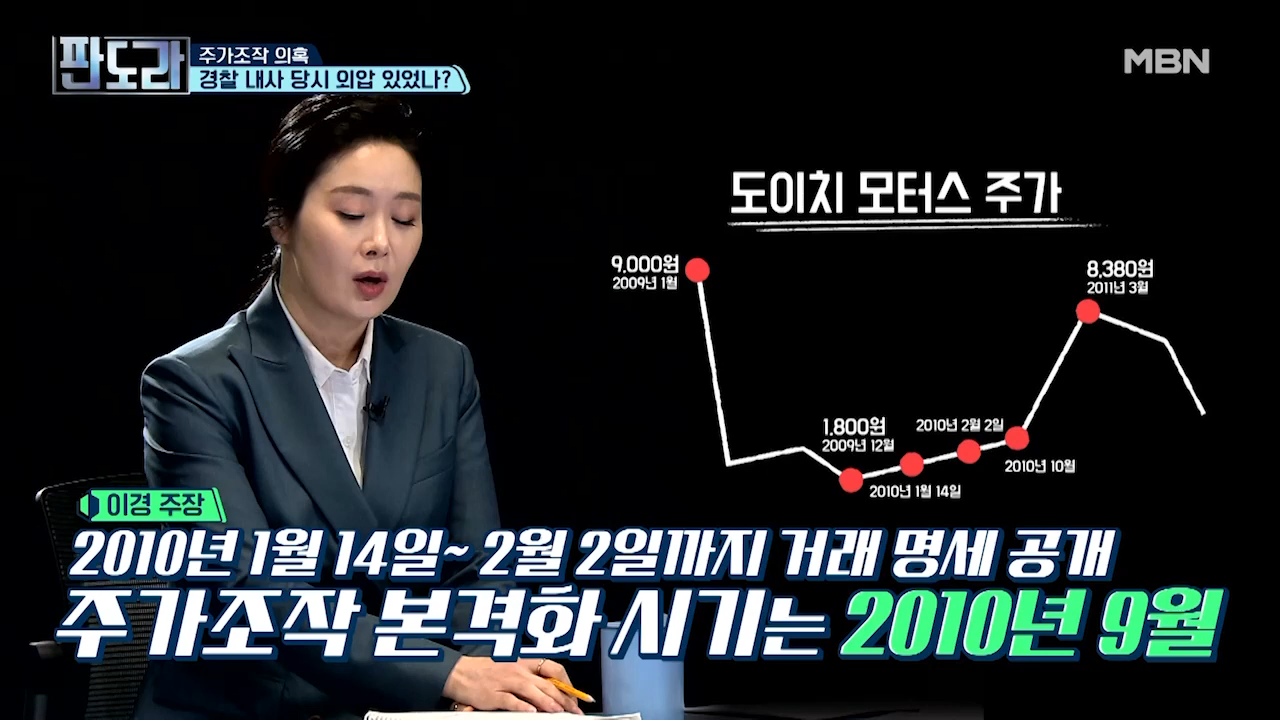 판도라
주가조작 의혹
경찰 내사 당시 외압 있었나?
MBN
도이치 모터스 주가
9.000원
2009년 1월
8,380원
2011년 3월
1.800원
2009년 12월
2010년 2월 2일
2010년 10월
2010년 1월 14일
이경 주장
2010년 1월 14일~ 2월 2일까지 거래 명세 공개
주가조작 본격화 시기는 2010년 9월